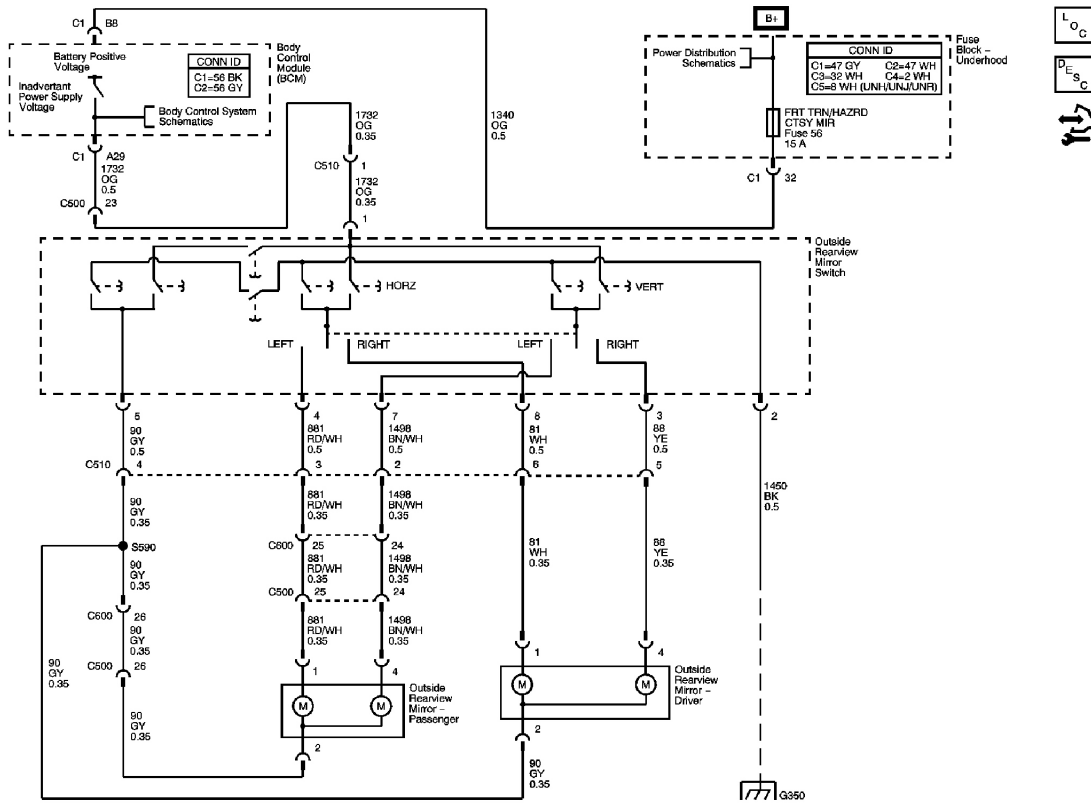 C1 B8
Battery Positive
Voltage
Inadvertant
Power Supply
Voltage
CONN ID
C1=56 BK
C2=56 GY
Body
Control
Module
(BCM)
Body Control System
Schematics
C1 A29
1732
OG
0.5
C500 23
1732
OG
0.35
C510 1
1732
OG
0.35
1
1340
OG
0.5
B+
Power Distribution
Schematics
CONN ID
C1=47 GY C2=47 WH
C3=32 WH C4=2 WH
C5=8 WH (UNH/UNJ/UNR)
Fuse
Block –
Underhood
FRT TRN/HAZRD
CTSY MIR
Fuse 56
15 A
C1 32
LOC
DESC
Outside
Rearview
Mirror
Switch
HORZ
VERT
LEFT RIGHT LEFT RIGHT
5 4 7 8 3 2
90
GY
0.5
881
RD/WH
0.5
1498
BN/WH
0.5
81
WH
0.5
88
YE
0.5
C510 4 3 2 6 5
90
GY
0.35
881
RD/WH
0.35
1498
BN/WH
0.35
1450
BK
0.5
S590
C600 25 24
81
WH
0.35
88
YE
0.35
90
GY
0.35
881
RD/WH
0.35
1498
BN/WH
0.35
C500 25 24
C600 26
90
GY
0.35
881
RD/WH
0.35
1498
BN/WH
0.35
C500 26
90
GY
0.35
1 4
M M
Outside
Rearview
Mirror –
Passenger
2
1 4
M M
Outside
Rearview
Mirror –
Driver
2
90
GY
0.35
90
GY
0.35
G350